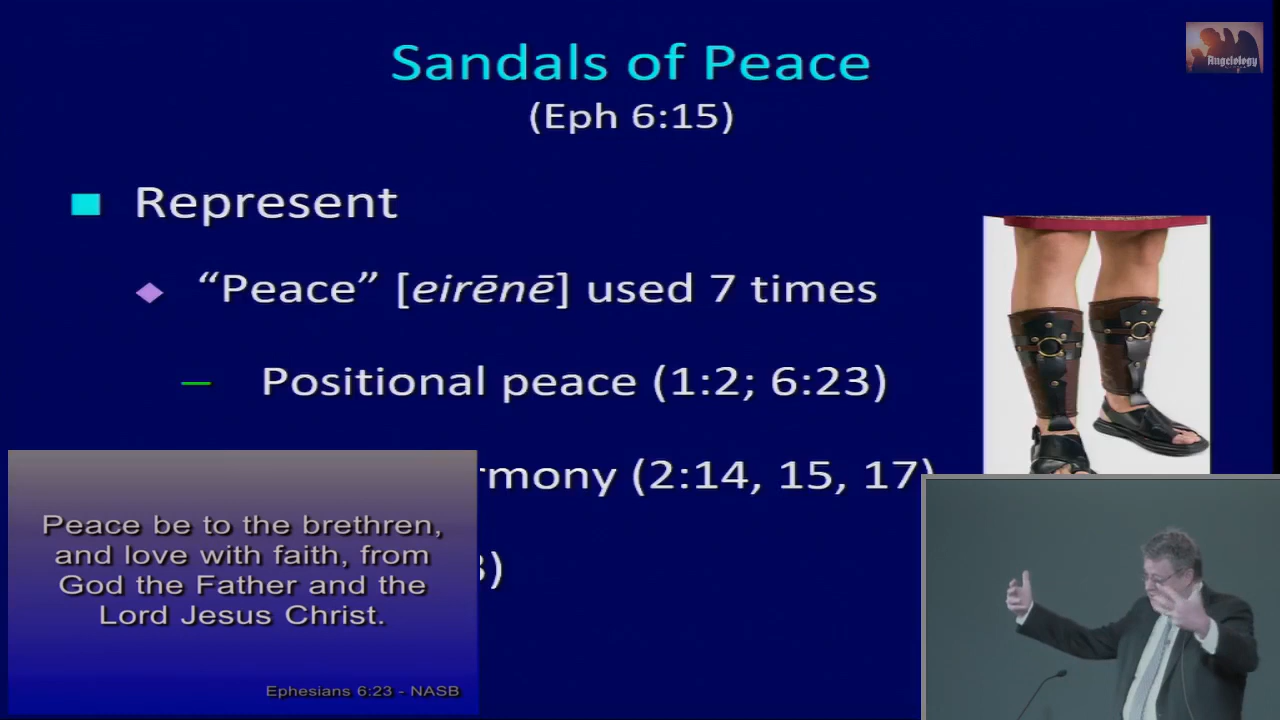 Sandals of Peace
(Eph 6:15)
Angelology
Represent
“Peace” [eirēnē] used 7 times
Positional peace (1:2; 6:23)
rmony (2:14, 15, 17)
)
Peace be to the brethren,
and love with faith, from
God the Father and the
Lord Jesus Christ.
Ephesians 6:23 - NASB